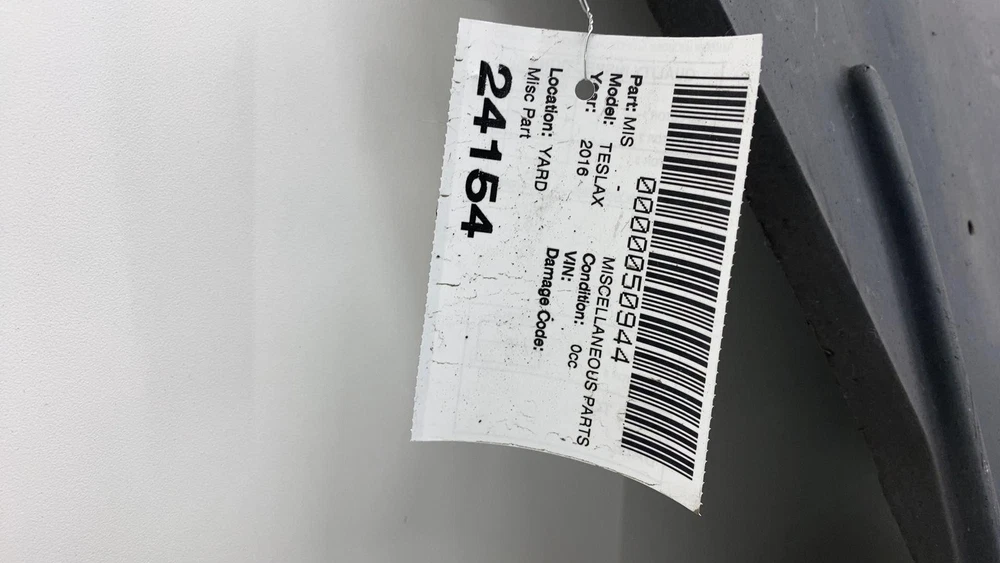 0000050944
Part: MIS - MISCELLANEOUS PARTS
Model: TESLAX Condition: 0cc
Year: 2016 VIN:
Location: YARD Damage Code:
Misc Part
24154